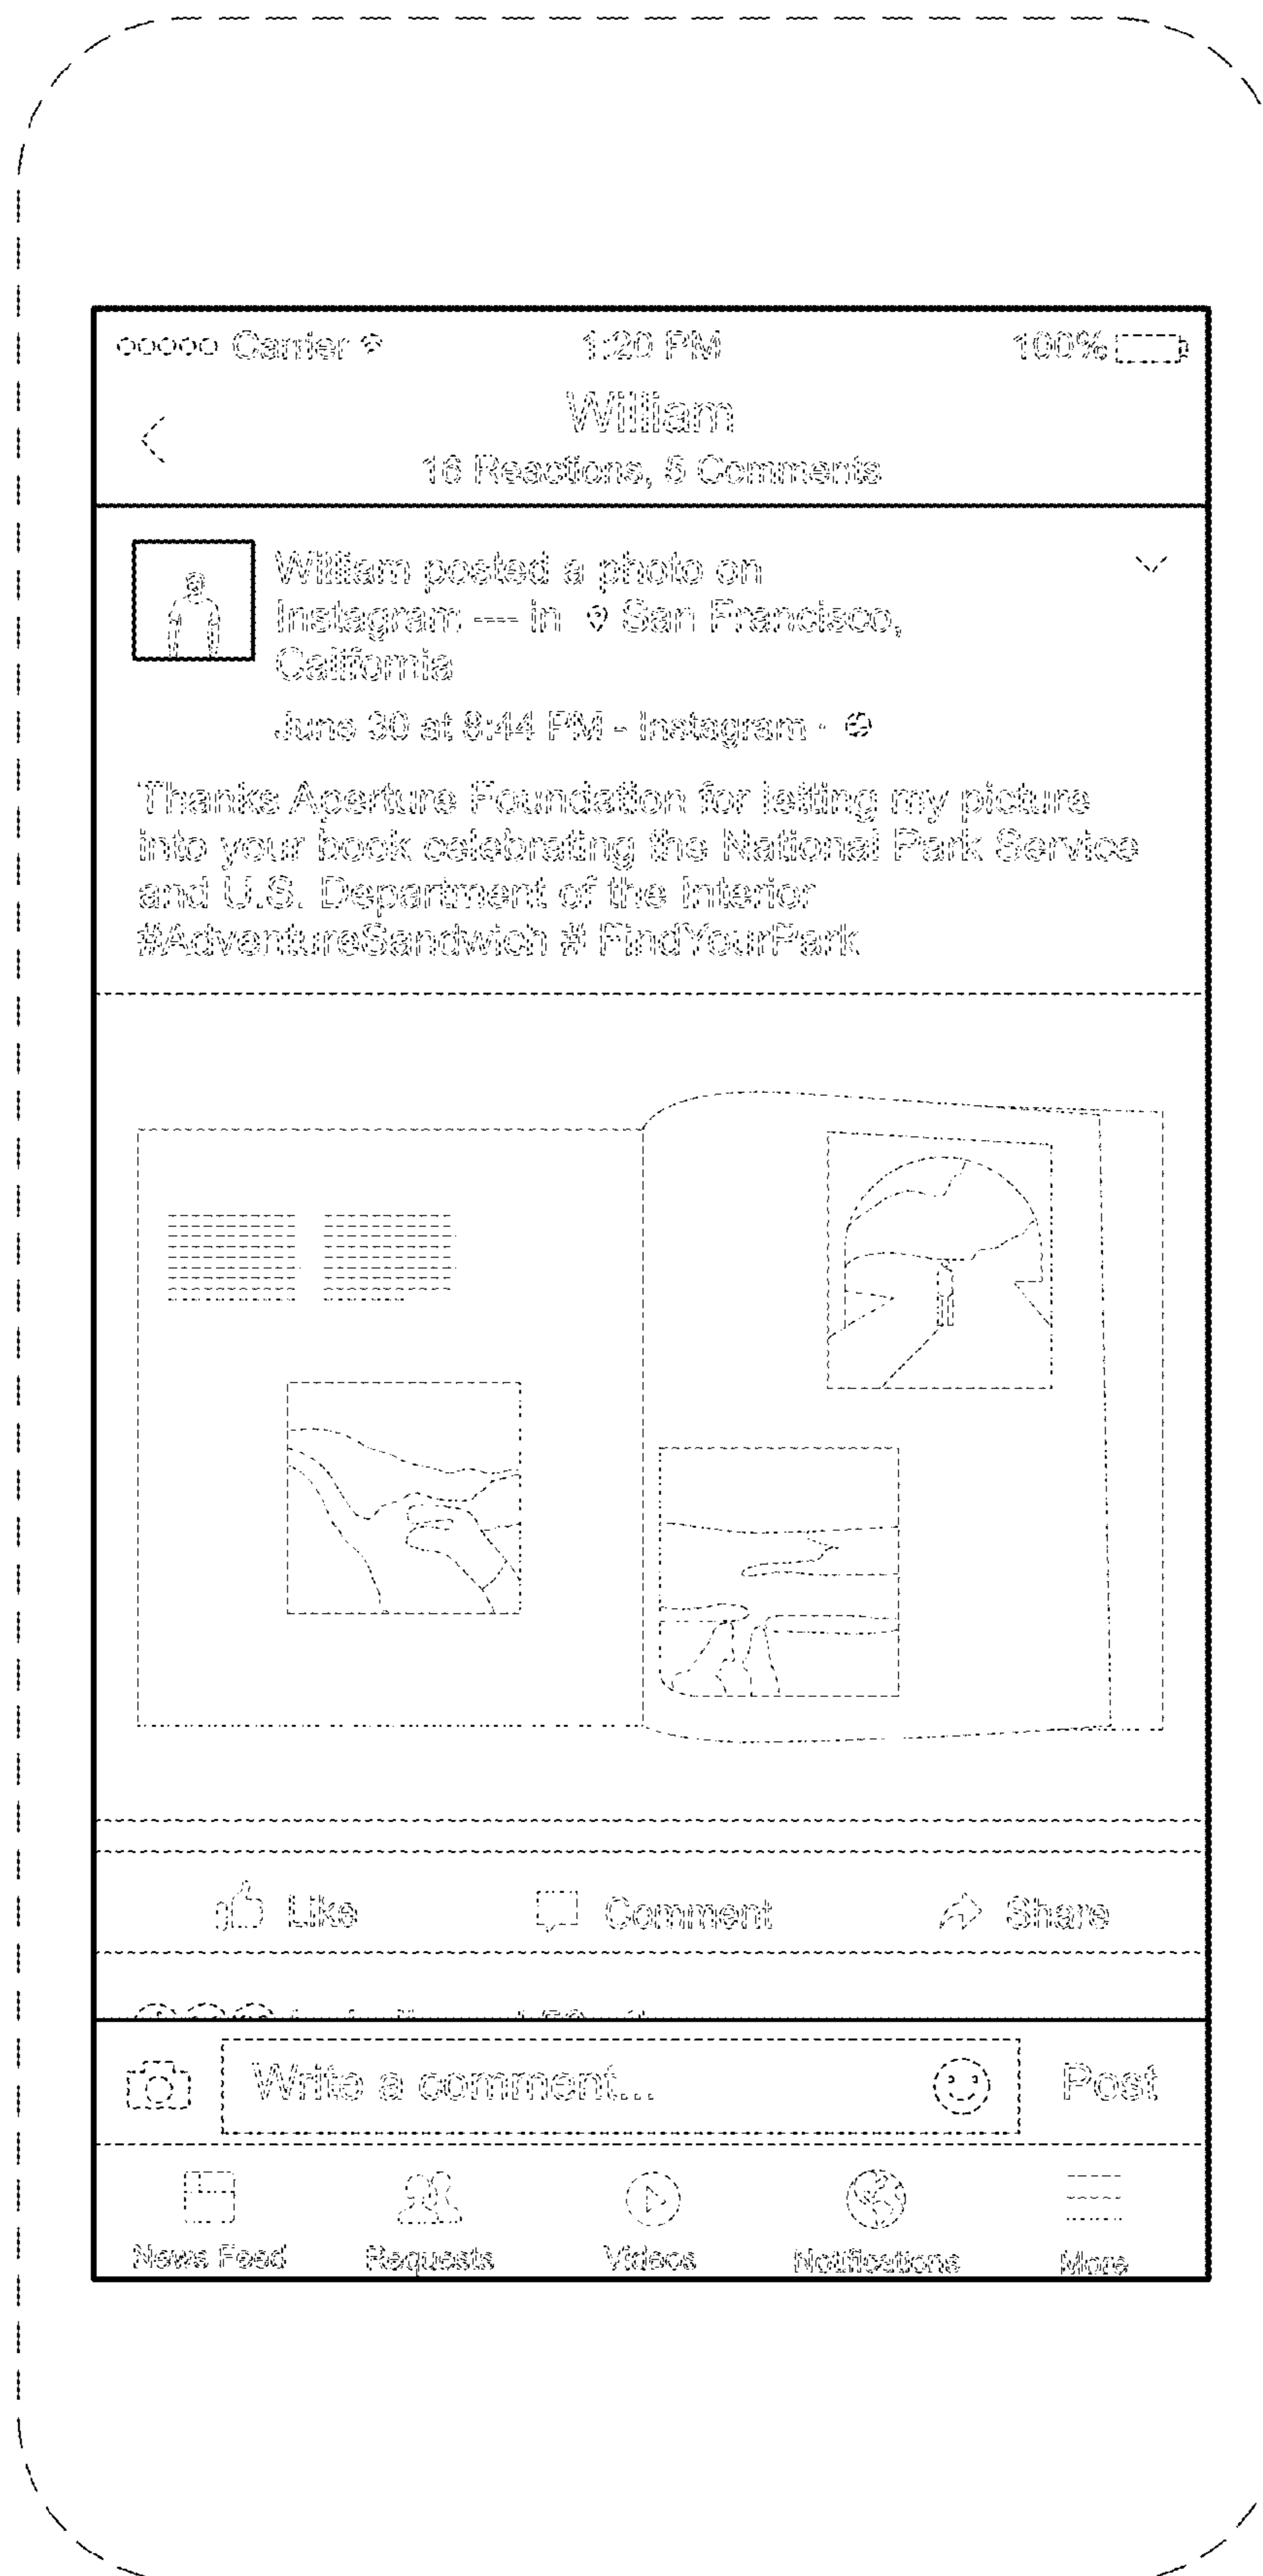 ooooo Carrier 1:20 PM 100%
William
16 Reactions, 5 Comments
William posted a photo on
Instagram --- in San Francisco,
California
June 30 at 8:44 PM - Instagram ·
Thanks Aperture Foundation for letting my picture
into your book celebrating the National Park Service
and U.S. Department of the Interior
#AdventureSandwich # FindYourPark
Like Comment Share
Write a comment... Post
News Feed Requests Videos Notifications More